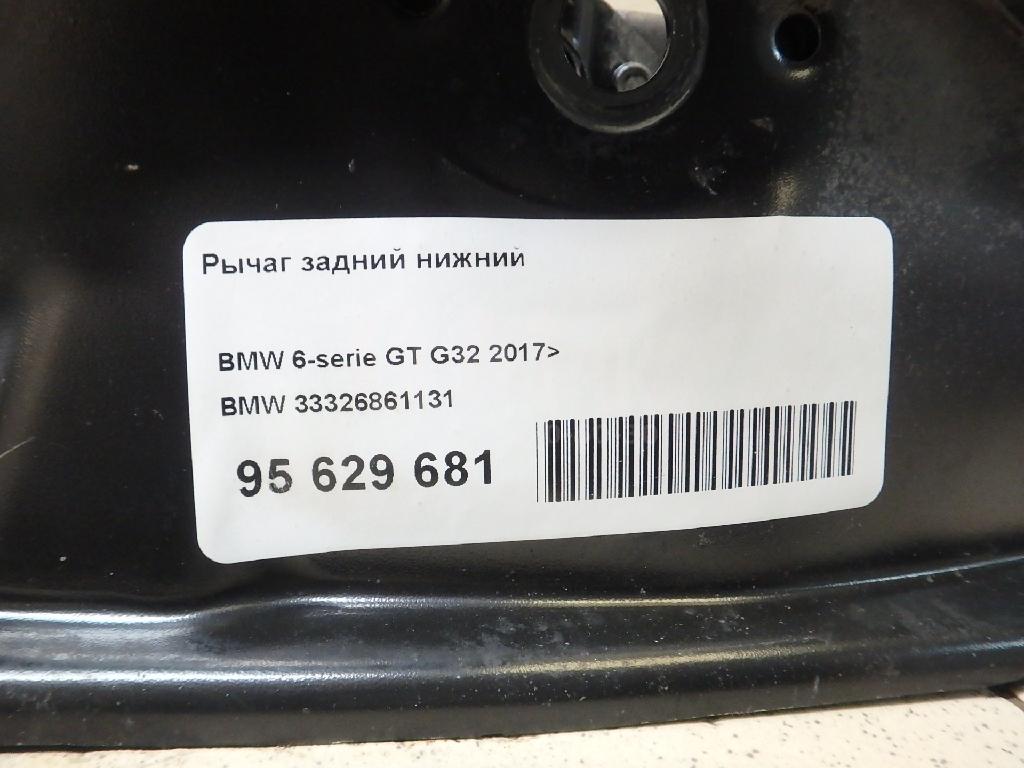 Рычаг задний нижний
BMW 6-serie GT G32 2017>
BMW 33326861131
95 629 681